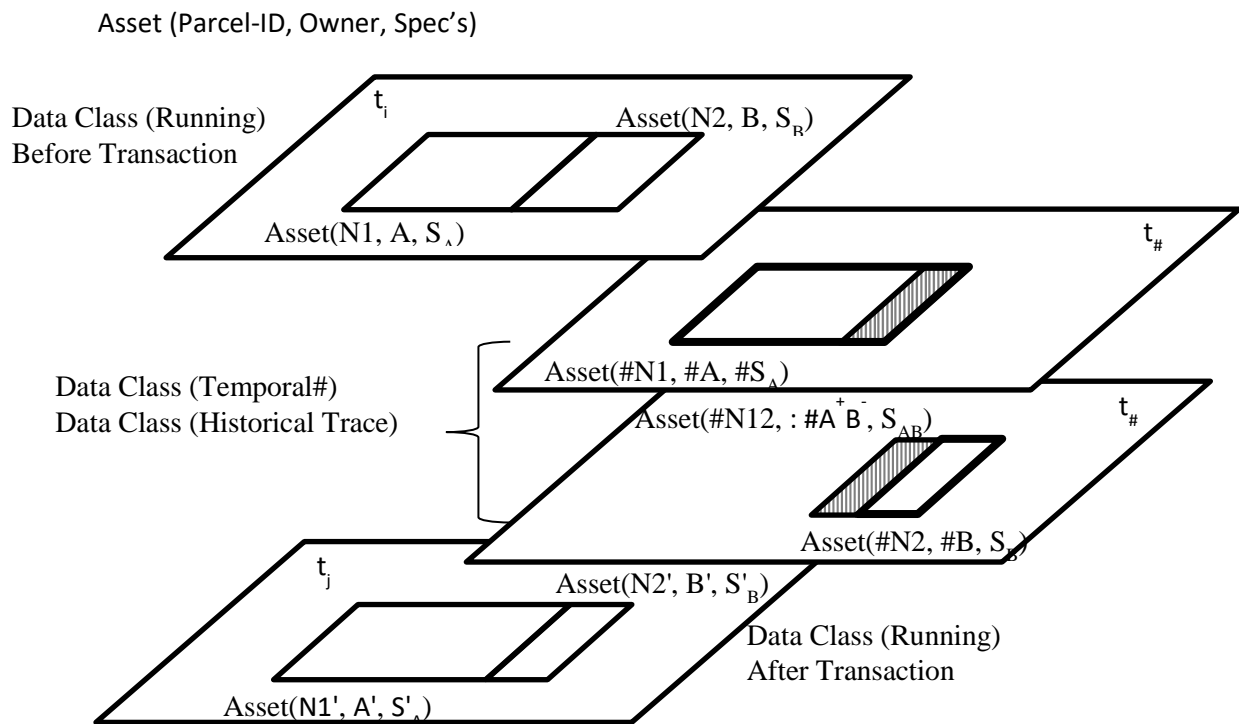 Asset (Parcel-ID, Owner, Spec's)
t_i
Data Class (Running)
Before Transaction
Asset(N2, B, S_B)
Asset(N1, A, S_A)
t_#
Asset(#N1, #A, #S_A)
Data Class (Temporal#)
Data Class (Historical Trace)
Asset(#N12, : #A⁺B⁻, S_AB)
t_#
Asset(#N2, #B, S_B)
t_j
Asset(N2', B', S'_B)
Asset(N1', A', S'_A)
Data Class (Running)
After Transaction